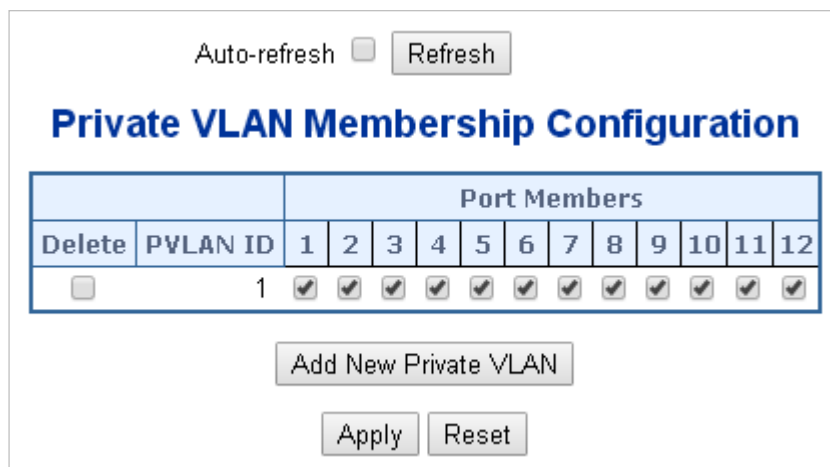 Auto-refresh Refresh
Private VLAN Membership Configuration
Port Members
Delete PVLAN ID 1 2 3 4 5 6 7 8 9 10 11 12
1
Add New Private VLAN
Apply Reset